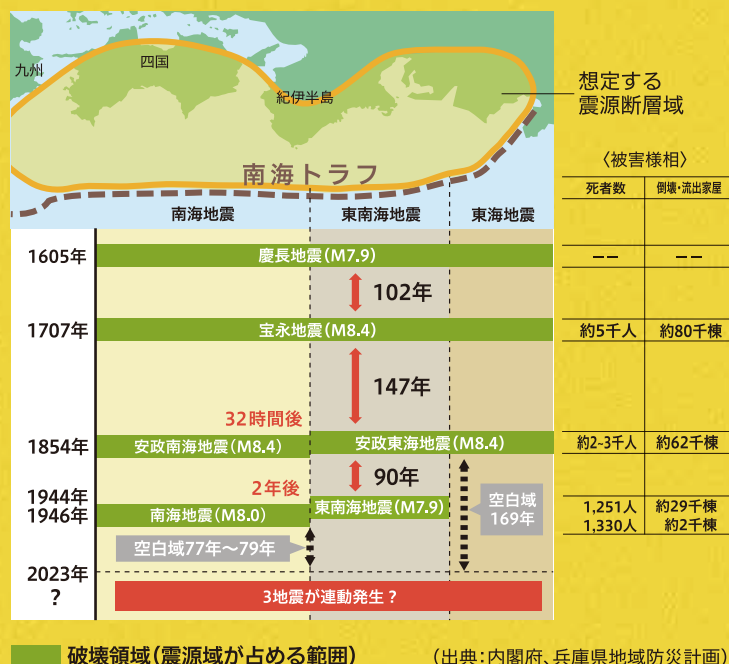 九州
四国
紀伊半島
想定する
震源断層域
南海トラフ
〈被害様相〉
南海地震
東南海地震
東海地震
死者数
倒壊・流出家屋
1605年
慶長地震(M7.9)
−−
−−
102年
1707年
宝永地震(M8.4)
約5千人
約80千棟
147年
32時間後
1854年
安政南海地震(M8.4)
安政東海地震(M8.4)
約2~3千人
約62千棟
90年
2年後
1944年
東南海地震(M7.9)
空白域
169年
1,251人
約29千棟
1946年
南海地震(M8.0)
1,330人
約2千棟
空白域77年〜79年
2023年
?
3地震が連動発生?
破壊領域(震源域が占める範囲)
(出典:内閣府、兵庫県地域防災計画)